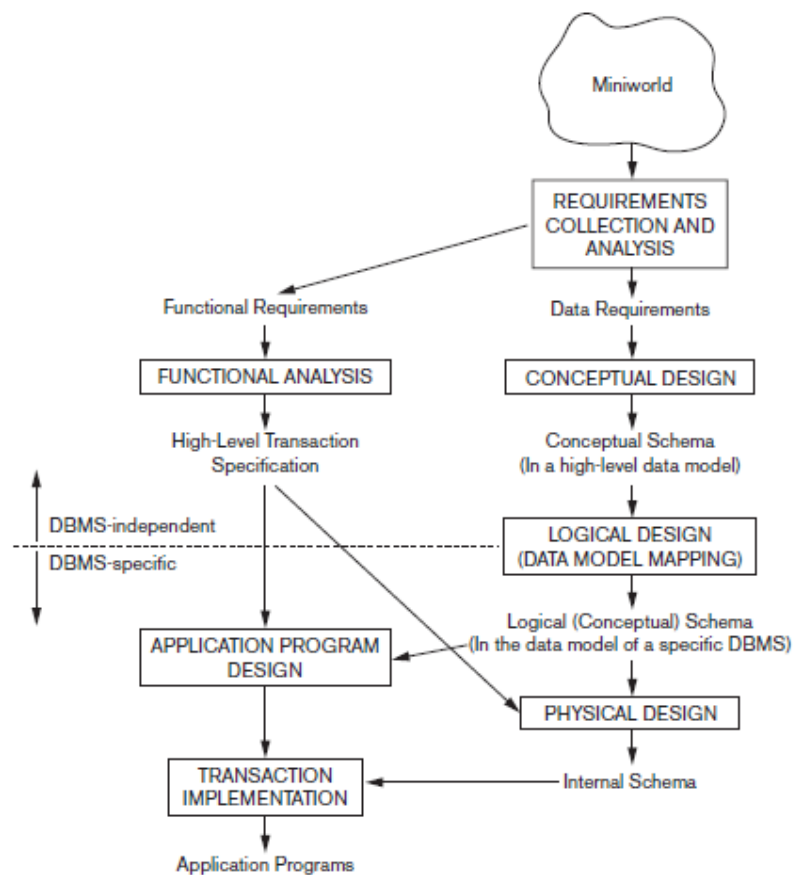 Miniworld
REQUIREMENTS
COLLECTION AND
ANALYSIS
Functional Requirements
Data Requirements
FUNCTIONAL ANALYSIS
CONCEPTUAL DESIGN
High-Level Transaction
Specification
Conceptual Schema
(In a high-level data model)
DBMS-independent
DBMS-specific
LOGICAL DESIGN
(DATA MODEL MAPPING)
Logical (Conceptual) Schema
(In the data model of a specific DBMS)
APPLICATION PROGRAM
DESIGN
PHYSICAL DESIGN
TRANSACTION
IMPLEMENTATION
Internal Schema
Application Programs